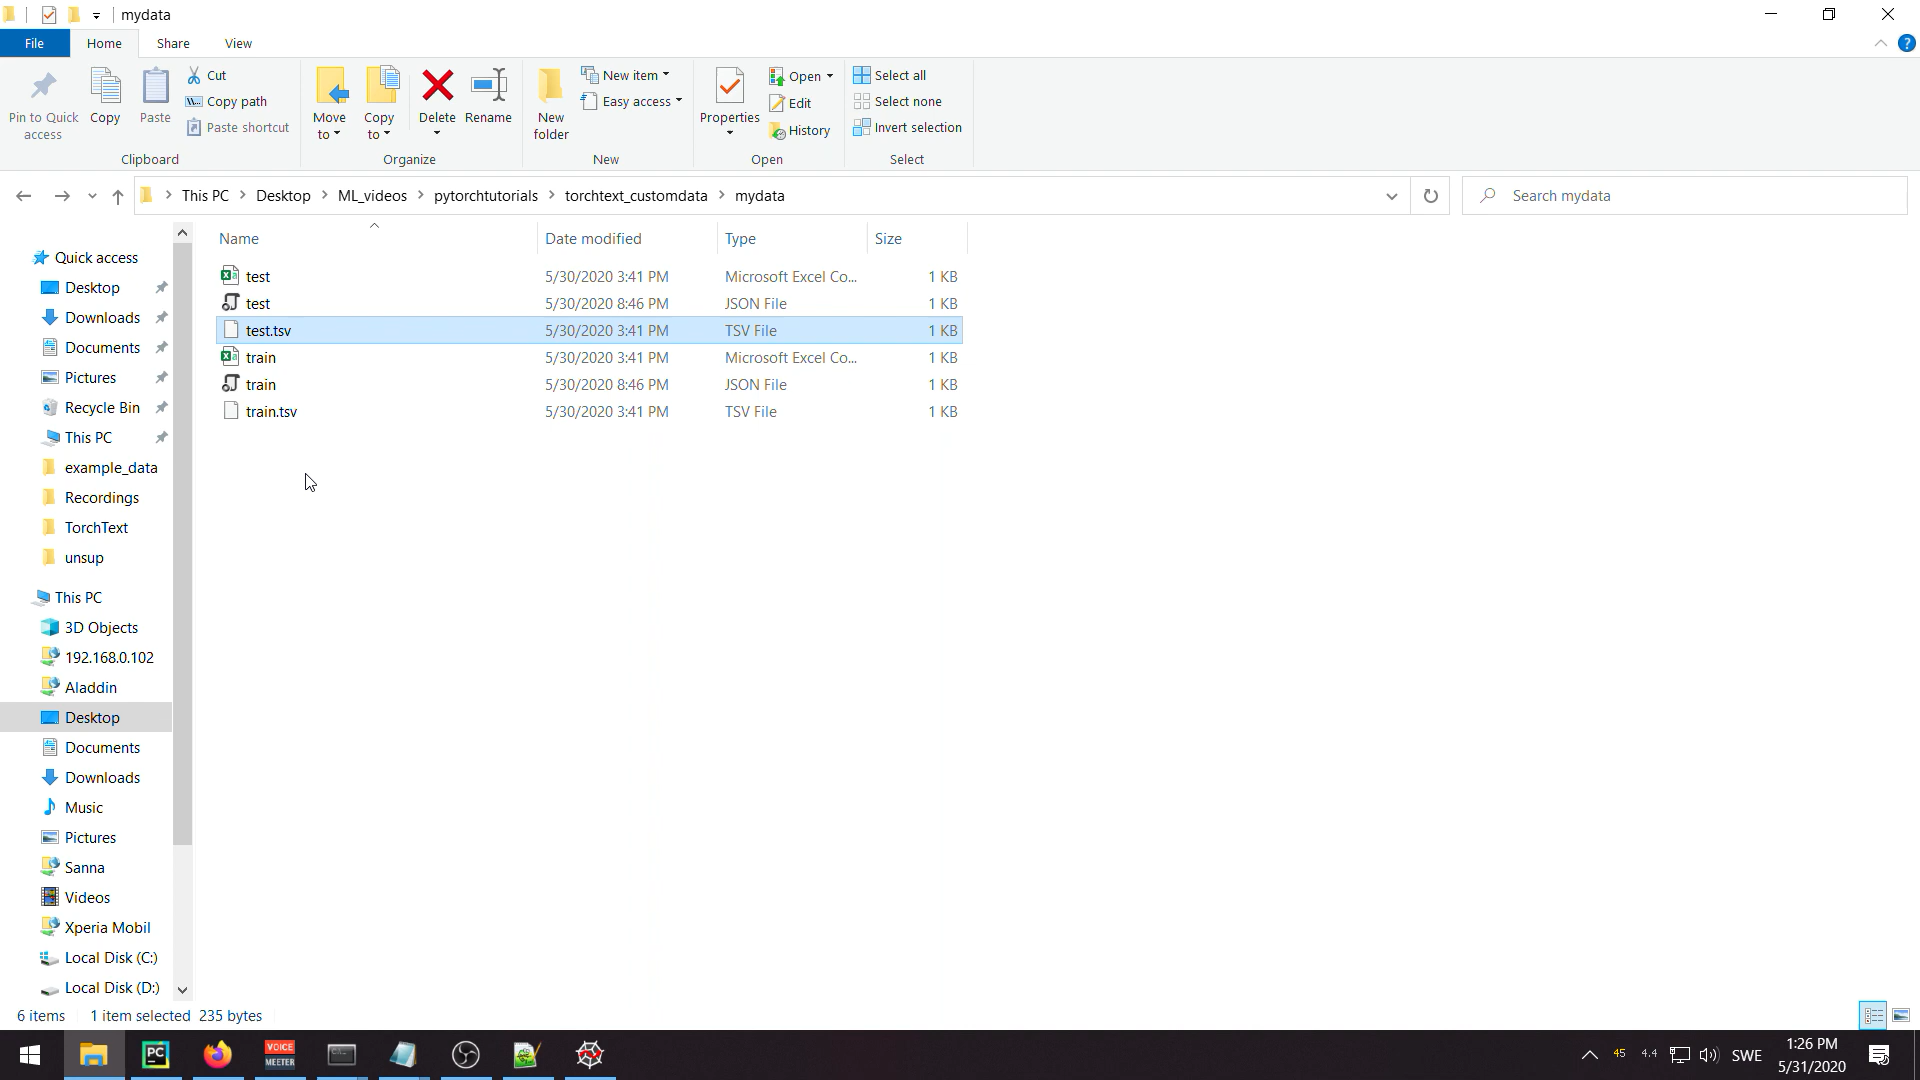 mydata
File Home Share View
Pin to Quick access
Copy
Paste
Cut
Copy path
Paste shortcut
Clipboard
Move to
Copy to
Delete
Rename
Organize
New folder
New item
Easy access
New
Properties
Open
Edit
History
Open
Select all
Select none
Invert selection
Select
This PC > Desktop > ML_videos > pytorchtutorials > torchtext_customdata > mydata
Search mydata
Name Date modified Type Size
test 5/30/2020 3:41 PM Microsoft Excel Co... 1 KB
test 5/30/2020 8:46 PM JSON File 1 KB
test.tsv 5/30/2020 3:41 PM TSV File 1 KB
train 5/30/2020 3:41 PM Microsoft Excel Co... 1 KB
train 5/30/2020 8:46 PM JSON File 1 KB
train.tsv 5/30/2020 3:41 PM TSV File 1 KB
Quick access
Desktop
Downloads
Documents
Pictures
Recycle Bin
This PC
example_data
Recordings
TorchText
unsup
This PC
3D Objects
192.168.0.102
Aladdin
Desktop
Documents
Downloads
Music
Pictures
Sanna
Videos
Xperia Mobil
Local Disk (C:)
Local Disk (D:)
6 items 1 item selected 235 bytes
PC
VOICE MEETER
45 4.4 SWE
1:26 PM
5/31/2020